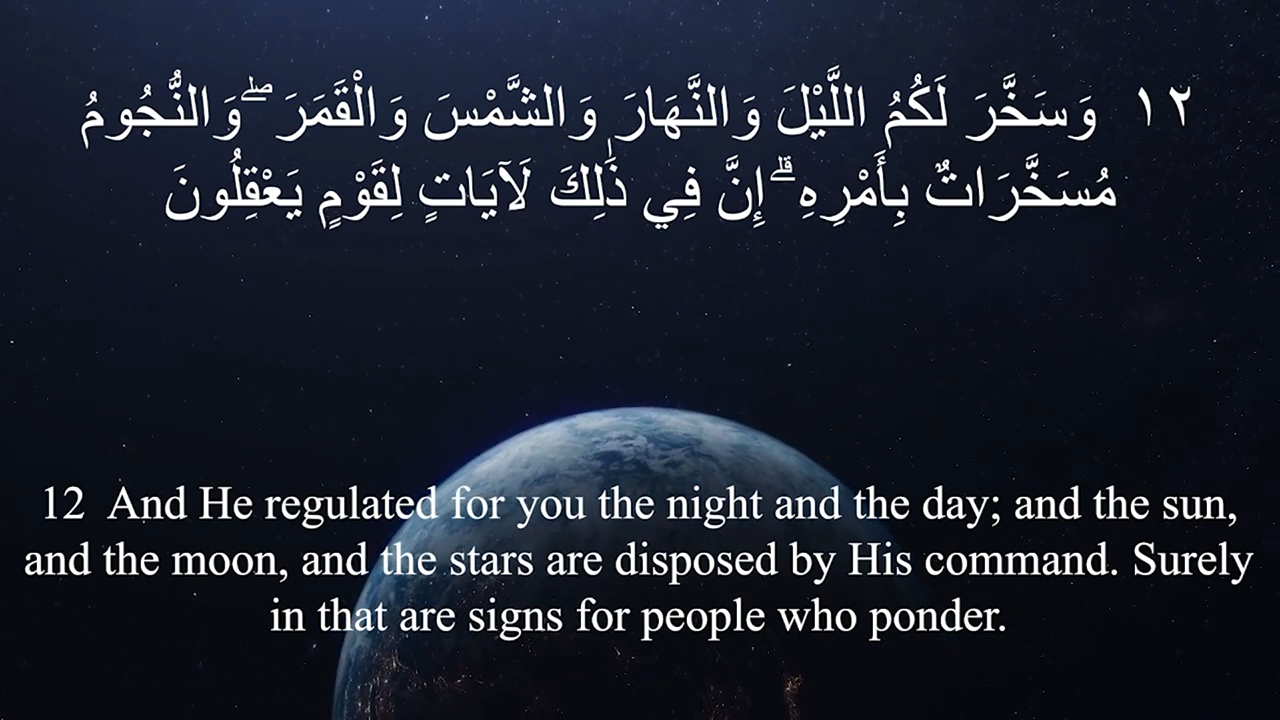 ١٢ وَسَخَّرَ لَكُمُ اللَّيْلَ وَالنَّهَارَ وَالشَّمْسَ وَالْقَمَرَ ۖ وَالنُّجُومُ
مُسَخَّرَاتٌ بِأَمْرِهِ ۗ إِنَّ فِي ذَٰلِكَ لَآيَاتٍ لِقَوْمٍ يَعْقِلُونَ
12 And He regulated for you the night and the day; and the sun,
and the moon, and the stars are disposed by His command. Surely
in that are signs for people who ponder.